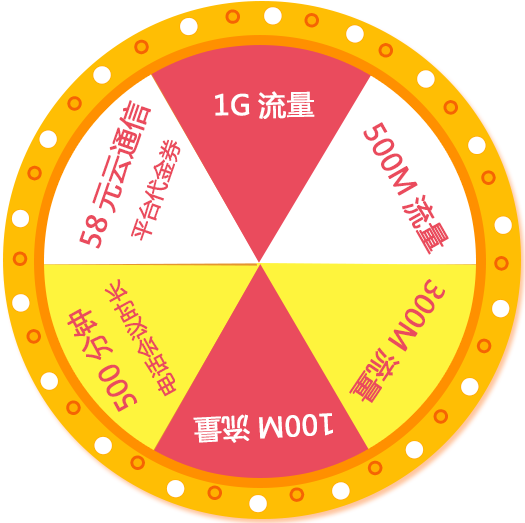 1G 流量
500M 流量
300M 流量
100M 流量
500 分钟
电话会议时长
58 元云通信
平台代金券